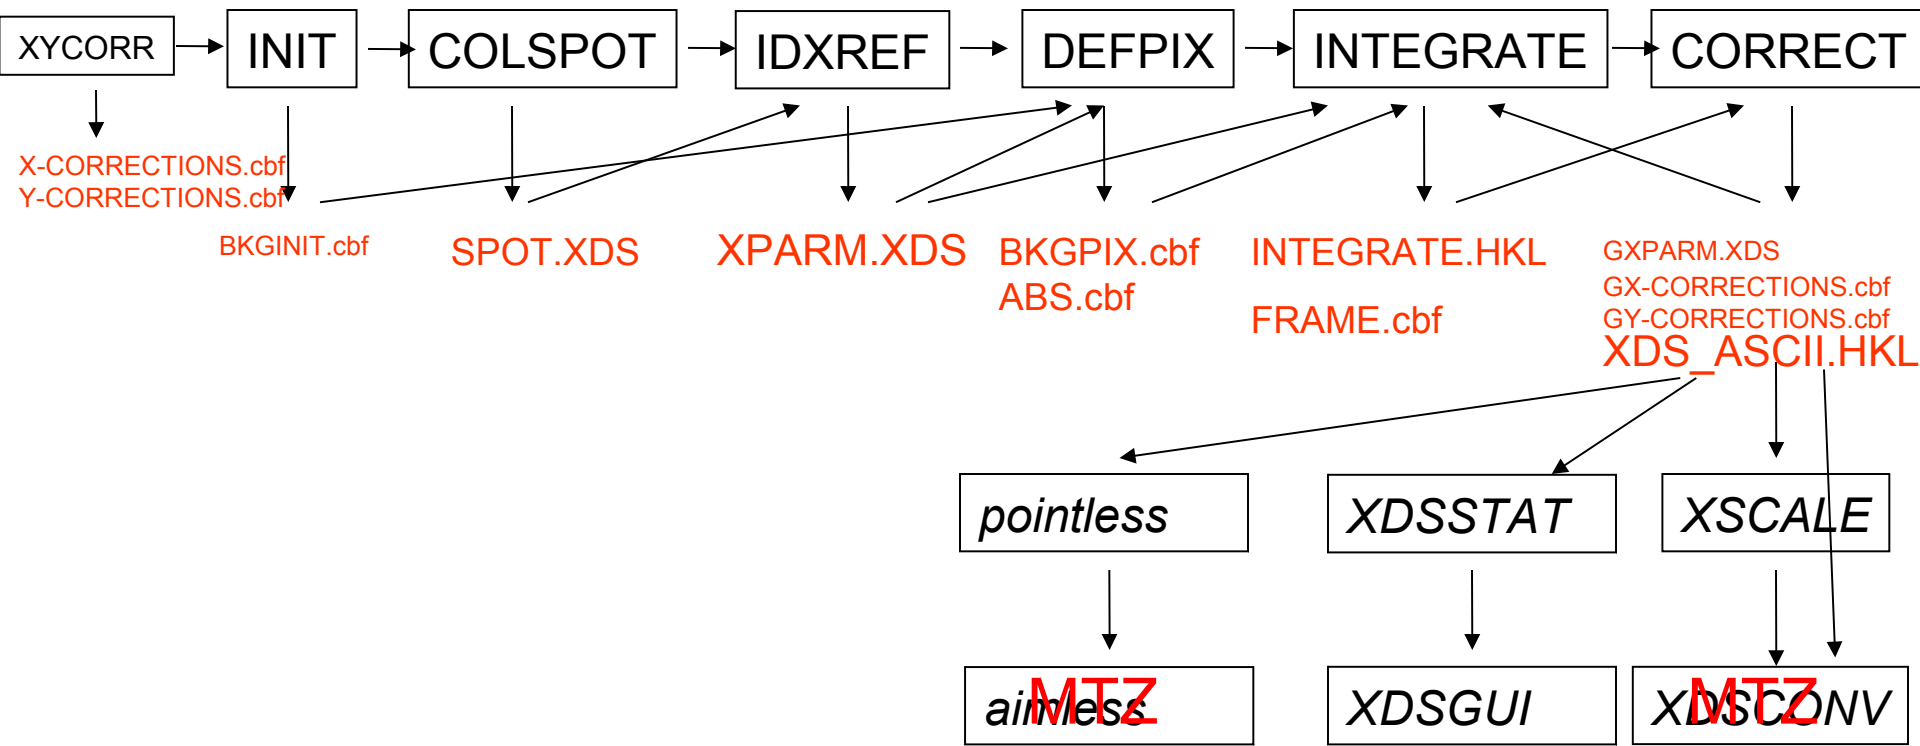 XYCORR
INIT
COLSPOT
IDXREF
DEFPIX
INTEGRATE
CORRECT
X-CORRECTIONS.cbf
Y-CORRECTIONS.cbf
BKGINIT.cbf
SPOT.XDS
XPARM.XDS
BKGPIX.cbf
ABS.cbf
INTEGRATE.HKL
FRAME.cbf
GXPARM.XDS
GX-CORRECTIONS.cbf
GY-CORRECTIONS.cbf
XDS_ASCII.HKL
pointless
XDSSTAT
XSCALE
aimless
MTZ
XDSGUI
XDSCONV
MTZ